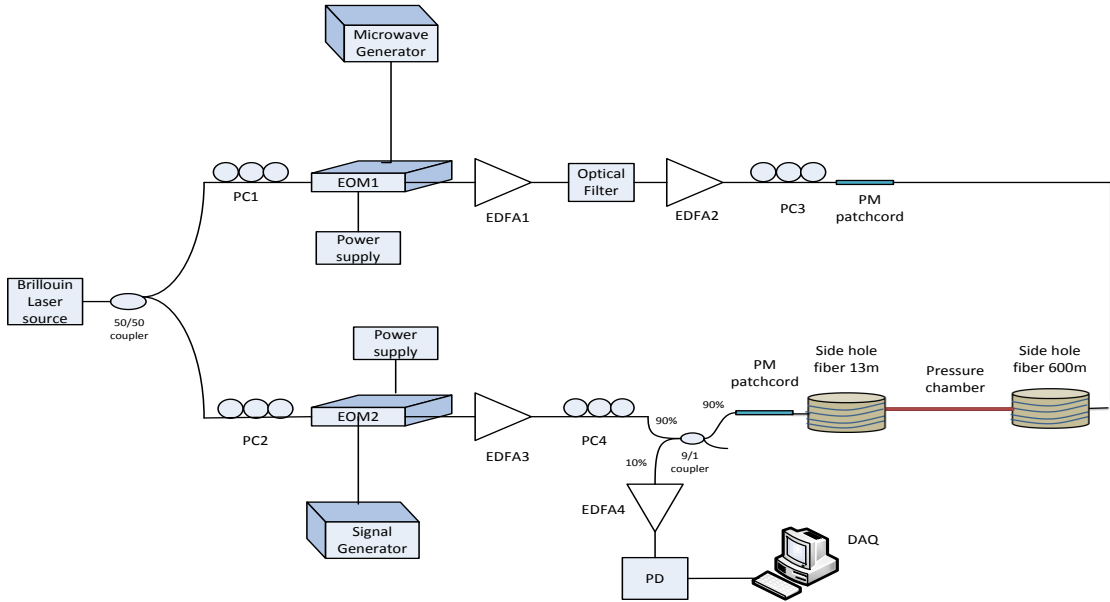 Microwave
Generator
PC1
EOM1
EDFA1
Optical
Filter
EDFA2
PC3
PM
patchcord
Power
supply
Brillouin
Laser
source
50/50
coupler
Power
supply
PC2
EOM2
EDFA3
PC4
90%
90%
10%
9/1
coupler
PM
patchcord
Side hole
fiber 13m
Pressure
chamber
Side hole
fiber 600m
Signal
Generator
EDFA4
PD
DAQ